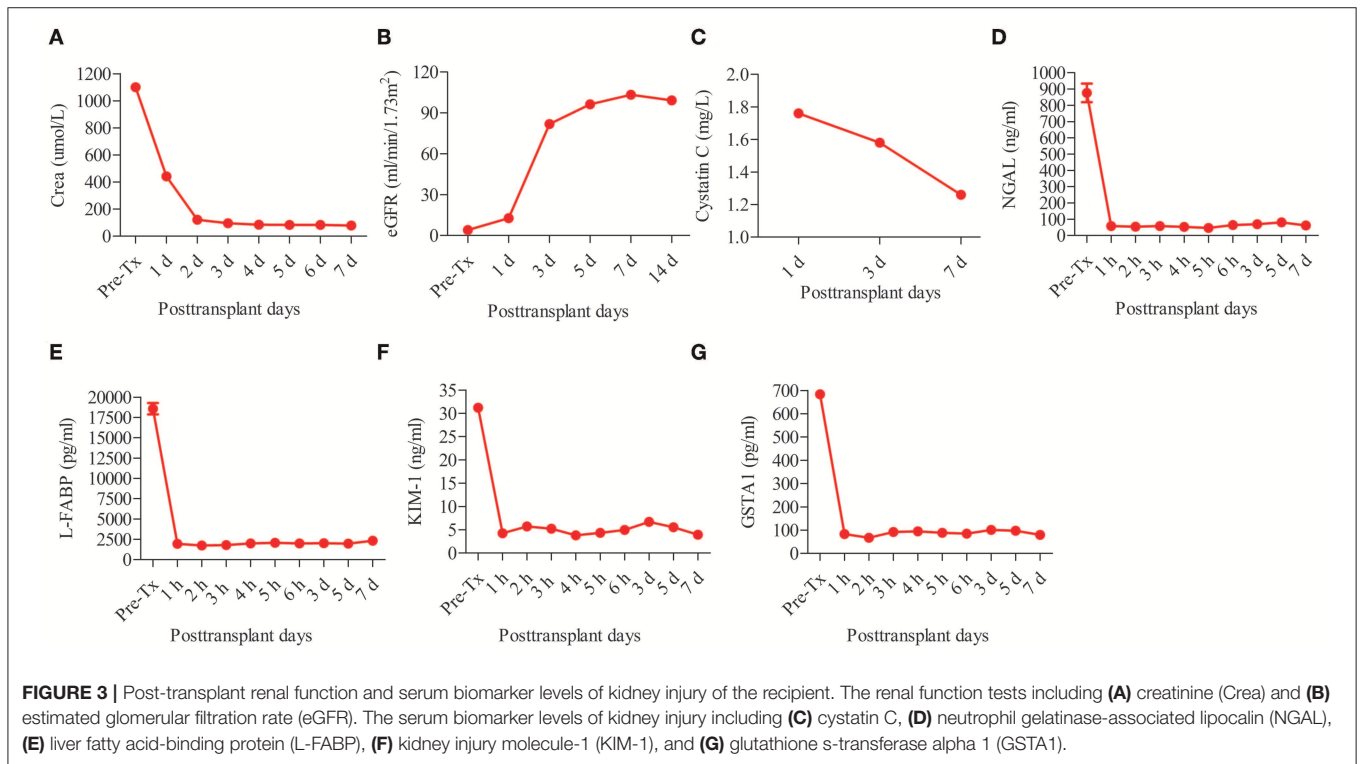 A
Crea (umol/L)
1200
1000
800
600
400
200
0
Pre-Tx
1 d
2 d
3 d
4 d
5 d
6 d
7 d
Posttransplant days
B
eGFR (ml/min/1.73m²)
120
90
60
30
0
Pre-Tx
1 d
3 d
5 d
7 d
14 d
Posttransplant days
C
Cystatin C (mg/L)
2.0
1.8
1.6
1.4
1.2
1.0
1 d
3 d
7 d
Posttransplant days
D
NGAL (ng/ml)
1000
900
800
700
600
500
400
300
200
100
0
Pre-Tx
1 h
2 h
3 h
4 h
5 h
6 h
3 d
5 d
7 d
Posttransplant days
E
L-FABP (pg/ml)
20000
17500
15000
12500
10000
7500
5000
2500
0
Pre-Tx
1 h
2 h
3 h
4 h
5 h
6 h
3 d
5 d
7 d
Posttransplant days
F
KIM-1 (ng/ml)
35
30
25
20
15
10
5
0
Pre-Tx
1 h
2 h
3 h
4 h
5 h
6 h
3 d
5 d
7 d
Posttransplant days
G
GSTA1 (pg/ml)
700
600
500
400
300
200
100
0
Pre-Tx
1 h
2 h
3 h
4 h
5 h
6 h
3 d
5 d
7 d
Posttransplant days
FIGURE 3 | Post-transplant renal function and serum biomarker levels of kidney injury of the recipient. The renal function tests including (A) creatinine (Crea) and (B)
estimated glomerular filtration rate (eGFR). The serum biomarker levels of kidney injury including (C) cystatin C, (D) neutrophil gelatinase-associated lipocalin (NGAL),
(E) liver fatty acid-binding protein (L-FABP), (F) kidney injury molecule-1 (KIM-1), and (G) glutathione s-transferase alpha 1 (GSTA1).